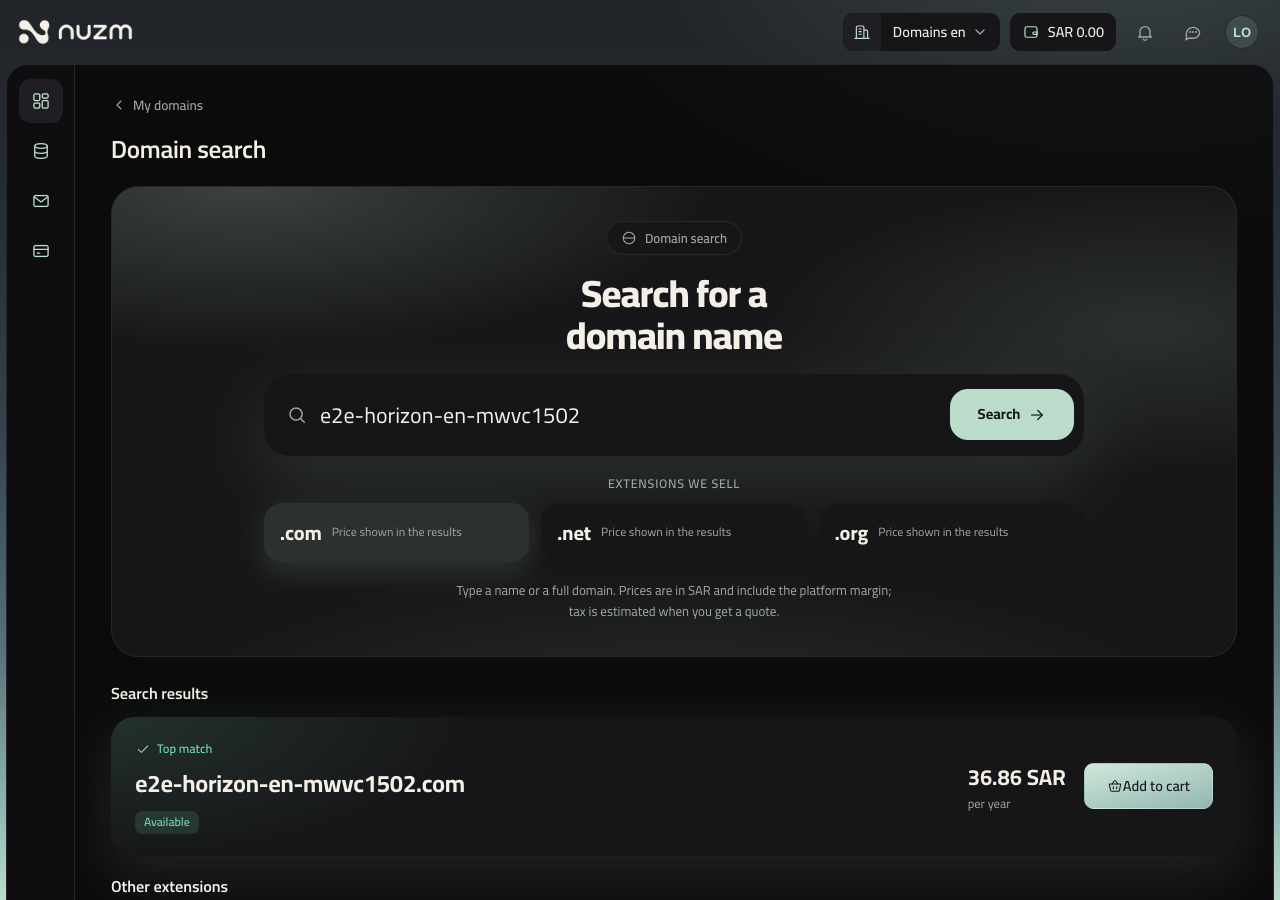 nuzm
Domains en
SAR 0.00
LO
My domains
Domain search
Domain search
Search for a
domain name
e2e-horizon-en-mwvc1502
Search
EXTENSIONS WE SELL
.com Price shown in the results
.net Price shown in the results
.org Price shown in the results
Type a name or a full domain. Prices are in SAR and include the platform margin;
tax is estimated when you get a quote.
Search results
Top match
e2e-horizon-en-mwvc1502.com
Available
36.86 SAR
per year
Add to cart
Other extensions